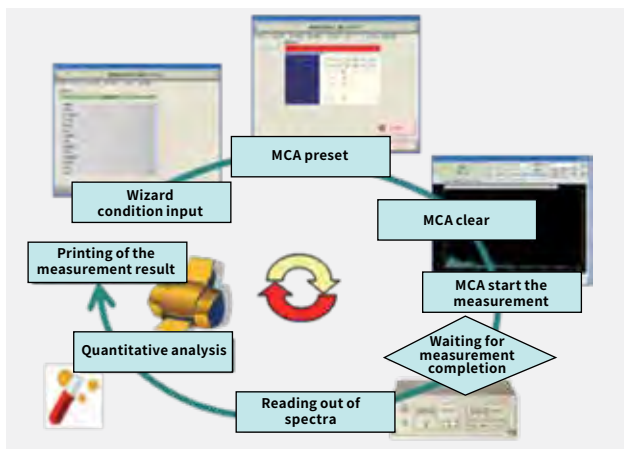 MCA preset
Wizard
condition input
MCA clear
MCA start the
measurement
Waiting for
measurement
completion
Reading out of
spectra
Quantitative analysis
Printing of the
measurement result